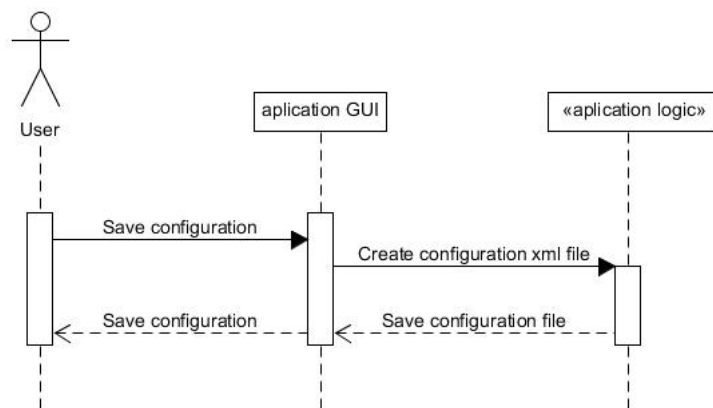 User
aplication GUI
«aplication logic»
Save configuration
Create configuration xml file
Save configuration
Save configuration file